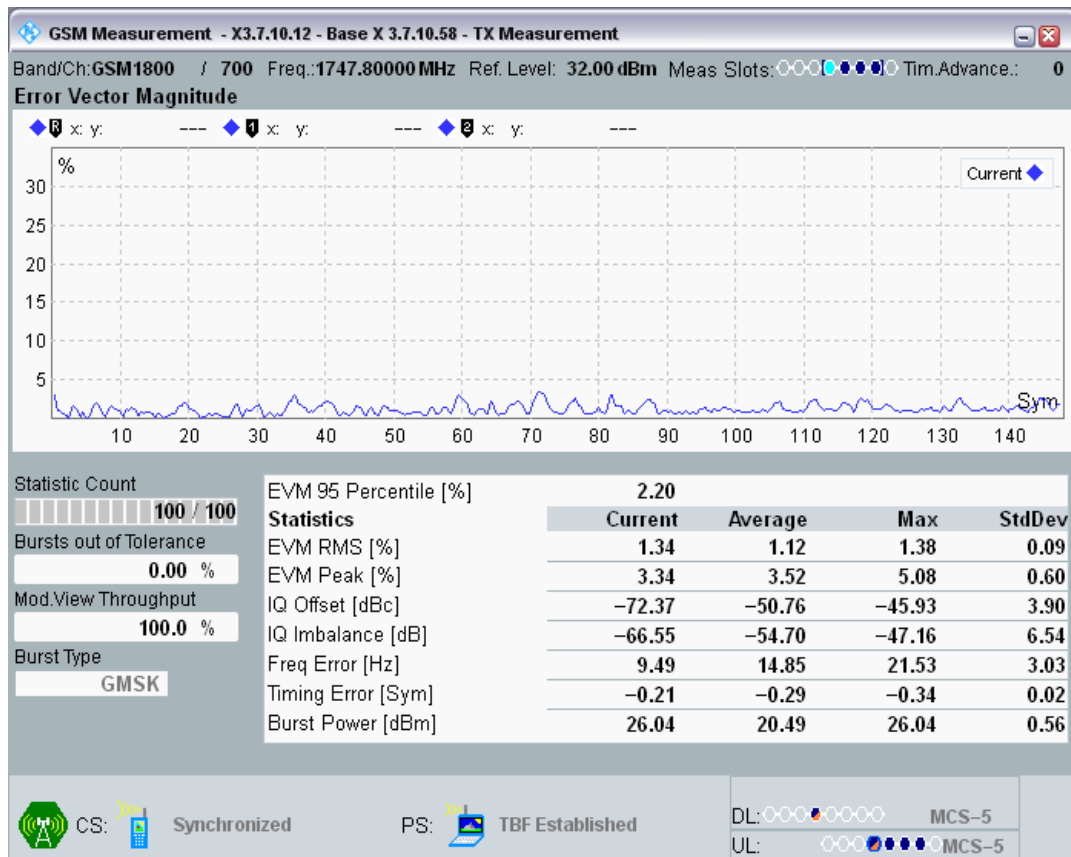 GSM Measurement - X3.7.10.12 - Base X 3.7.10.58 - TX Measurement
Band/Ch:GSM1800 / 700 Freq.:1747.80000 MHz Ref. Level: 32.00 dBm Meas Slots: Tim.Advance.: 0
Error Vector Magnitude
R x: y: --- 1 x: y: --- 2 x: y: ---
%
Current
30
25
20
15
10
5
Sym
10 20 30 40 50 60 70 80 90 100 110 120 130 140
Statistic Count
100 / 100
Bursts out of Tolerance
0.00 %
Mod.View Throughput
100.0 %
Burst Type
GMSK
EVM 95 Percentile [%] 2.20
Statistics Current Average Max StdDev
EVM RMS [%] 1.34 1.12 1.38 0.09
EVM Peak [%] 3.34 3.52 5.08 0.60
IQ Offset [dBc] −72.37 −50.76 −45.93 3.90
IQ Imbalance [dB] −66.55 −54.70 −47.16 6.54
Freq Error [Hz] 9.49 14.85 21.53 3.03
Timing Error [Sym] −0.21 −0.29 −0.34 0.02
Burst Power [dBm] 26.04 20.49 26.04 0.56
CS: Synchronized PS: TBF Established
DL: MCS−5
UL: MCS−5